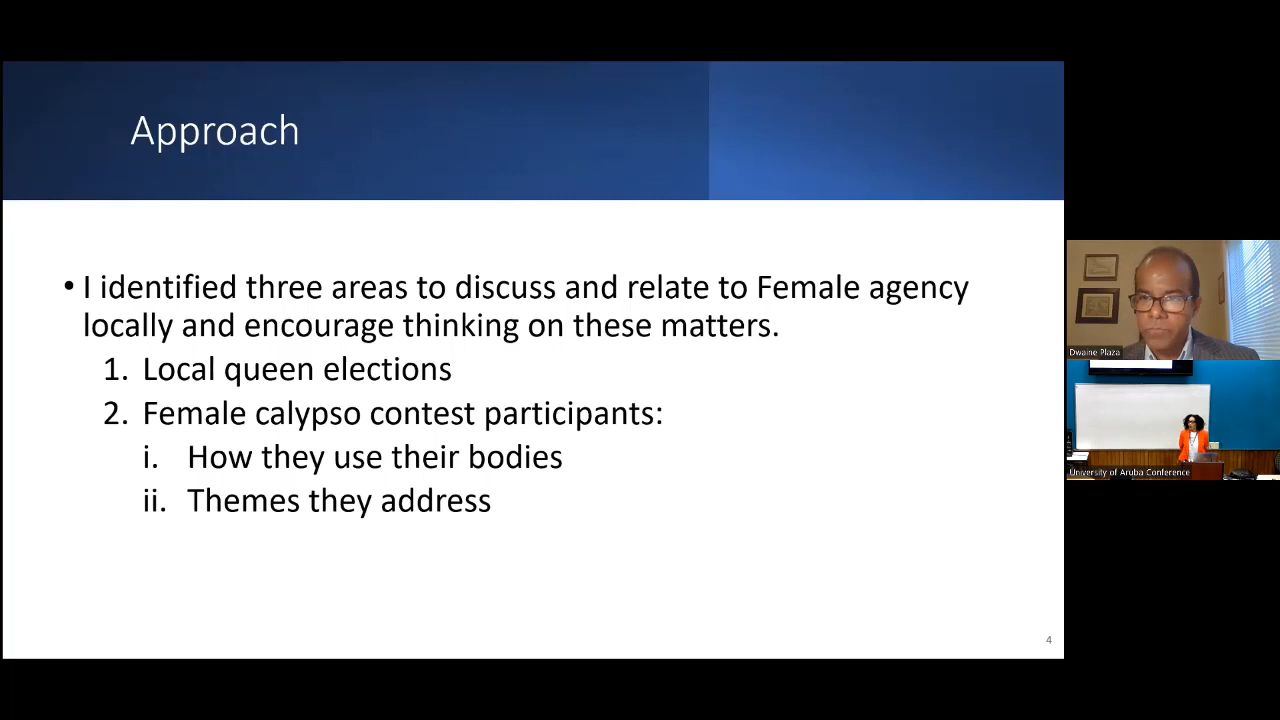 Approach
• I identified three areas to discuss and relate to Female agency
locally and encourage thinking on these matters.
1. Local queen elections
2. Female calypso contest participants:
i. How they use their bodies
ii. Themes they address
4
Dwaine Plaza
University of Aruba Conference